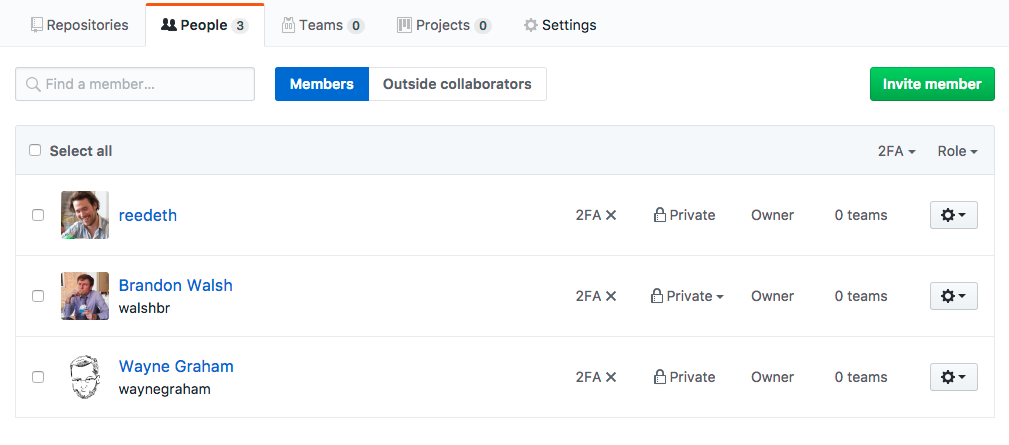 Repositories People 3 Teams 0 Projects 0 Settings
Find a member... Members Outside collaborators Invite member
Select all 2FA Role
reedeth 2FA Private Owner 0 teams
Brandon Walsh
walshbr
2FA Private Owner 0 teams
Wayne Graham
waynegraham
2FA Private Owner 0 teams